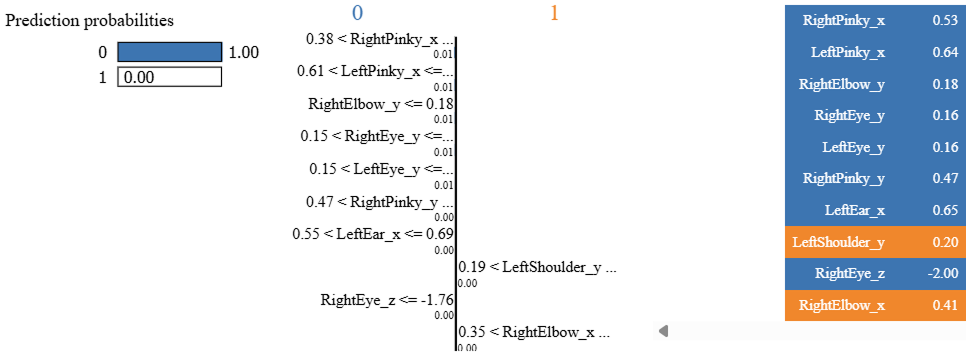 Prediction probabilities
0 1.00
1 0.00
0 1
0.38 < RightPinky_x ...
0.01
0.61 < LeftPinky_x <=...
0.01
RightElbow_y <= 0.18
0.01
0.15 < RightEye_y <=...
0.01
0.15 < LeftEye_y <=...
0.01
0.47 < RightPinky_y ...
0.00
0.55 < LeftEar_x <= 0.69
0.00
0.19 < LeftShoulder_y ...
0.00
RightEye_z <= -1.76
0.00
0.35 < RightElbow_x ...
0.00
RightPinky_x 0.53
LeftPinky_x 0.64
RightElbow_y 0.18
RightEye_y 0.16
LeftEye_y 0.16
RightPinky_y 0.47
LeftEar_x 0.65
LeftShoulder_y 0.20
RightEye_z -2.00
RightElbow_x 0.41